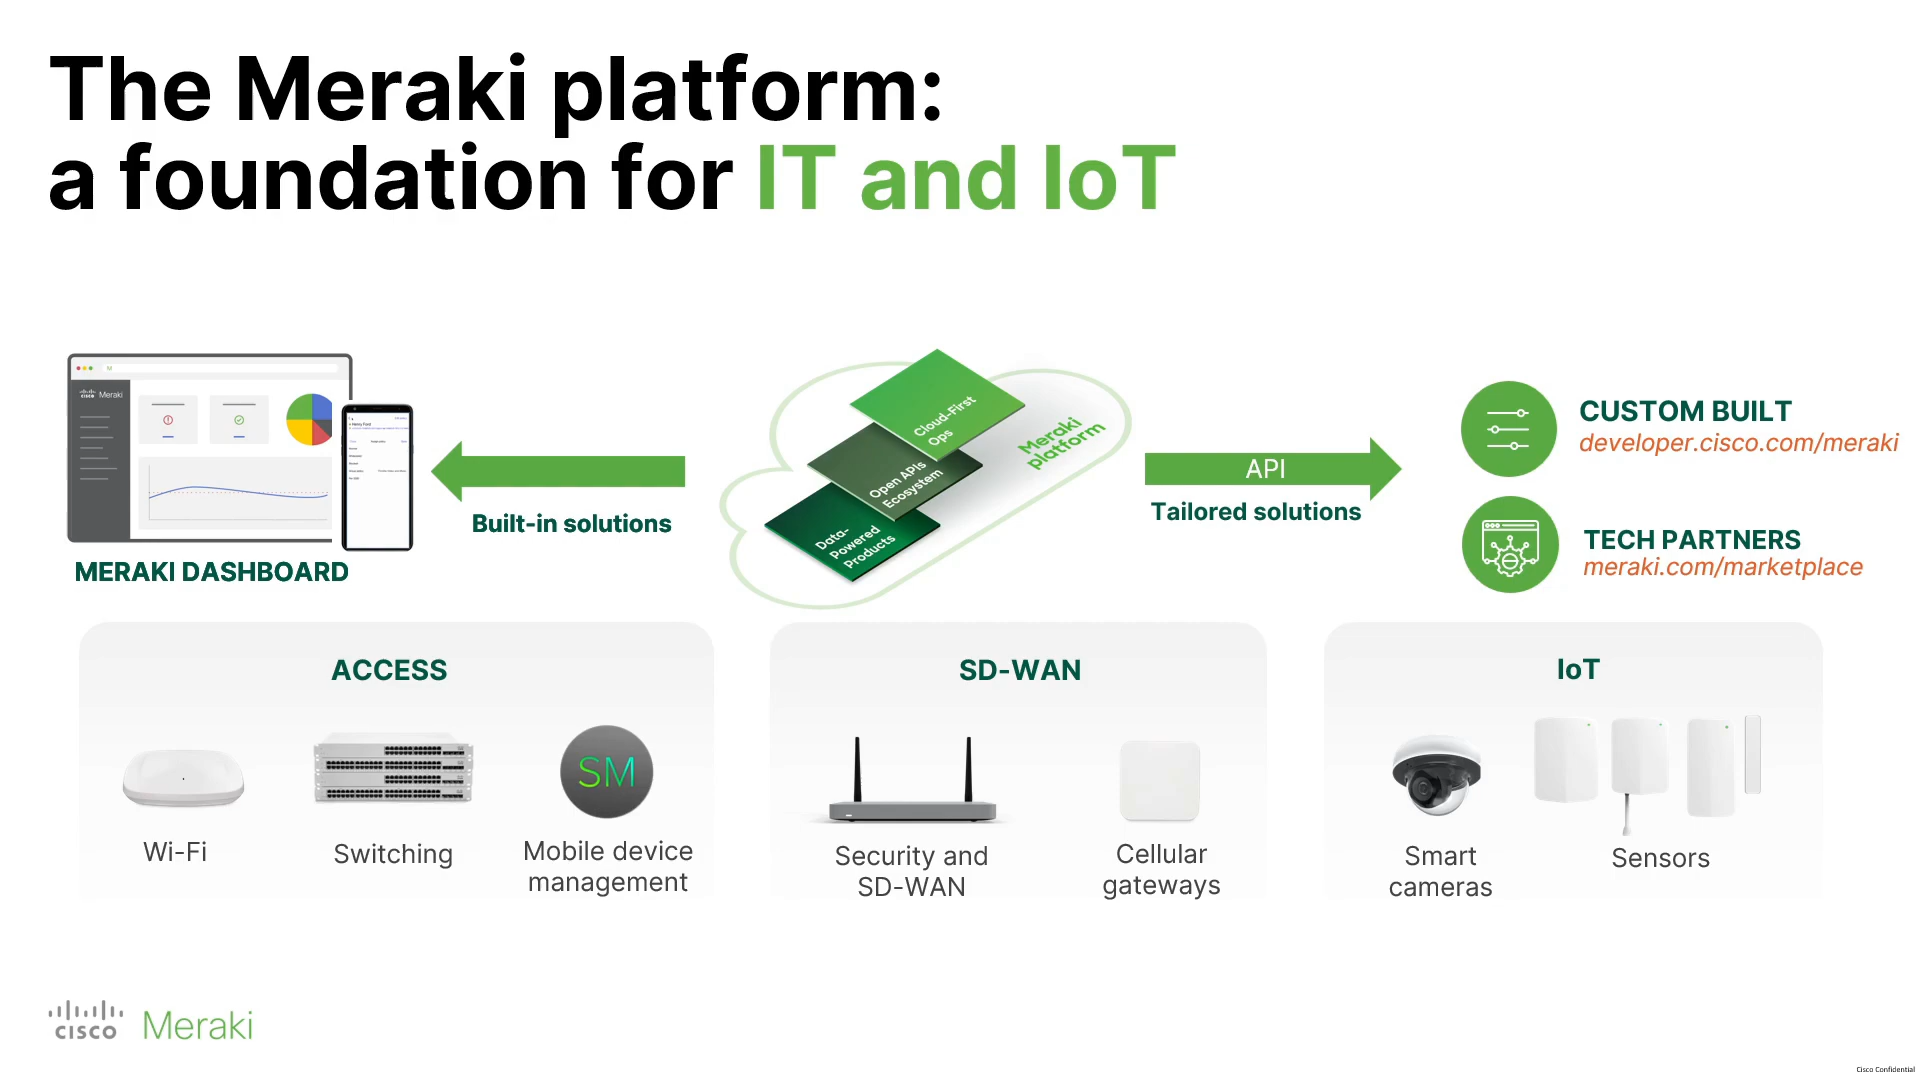 The Meraki platform:
a foundation for IT and IoT
cisco Meraki
MERAKI DASHBOARD
Built-in solutions
Cloud-First
Ops
Open APIs
Ecosystem
Data-
Powered
Products
Meraki
platform
API
Tailored solutions
CUSTOM BUILT
developer.cisco.com/meraki
TECH PARTNERS
meraki.com/marketplace
ACCESS
SM
Wi-Fi
Switching
Mobile device
management
SD-WAN
Security and
SD-WAN
Cellular
gateways
IoT
Smart
cameras
Sensors
cisco Meraki
Cisco Confidential